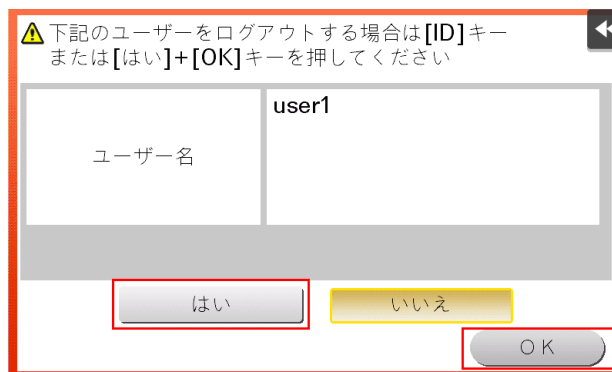 下記のユーザーをログアウトする場合は[ID]キー
または[はい]+[OK]キーを押してください
ユーザー名
user1
はい
いいえ
OK